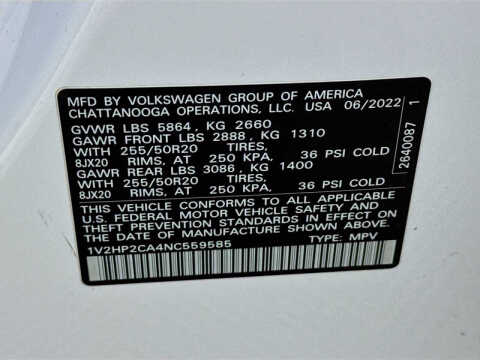 MFD BY VOLKSWAGEN GROUP OF AMERICA
CHATTANOOGA OPERATIONS, LLC. USA 06/2022
GVWR LBS 5864, KG 2660
GAWR FRONT LBS 2888, KG 1310
WITH 255/50R20 TIRES,
8JX20 RIMS, AT 250 KPA, 36 PSI COLD
GAWR REAR LBS 3086, KG 1400
WITH 255/50R20 TIRES,
8JX20 RIMS, AT 250 KPA, 36 PSI COLD
THIS VEHICLE CONFORMS TO ALL APPLICABLE
U.S. FEDERAL MOTOR VEHICLE SAFETY AND
THEFT PREVENTION STANDARDS IN EFFECT ON
THE DATE OF MANUFACTURE SHOWN ABOVE.
1V2HP2CA4NC559585 TYPE: MPV
2640087 1